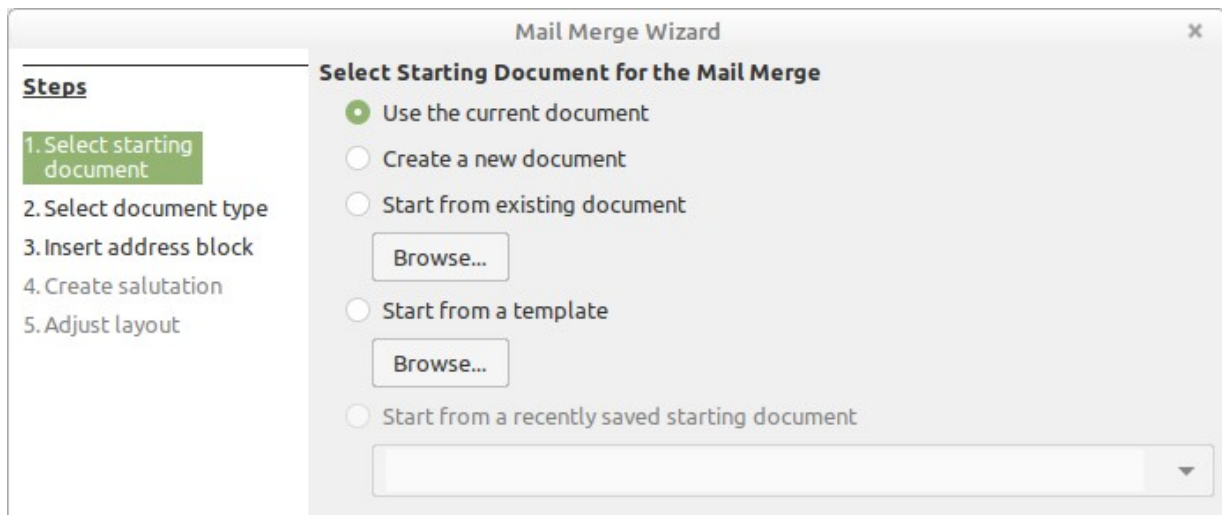 Mail Merge Wizard
Steps
1. Select starting
document
2. Select document type
3. Insert address block
4. Create salutation
5. Adjust layout
Select Starting Document for the Mail Merge
Use the current document
Create a new document
Start from existing document
Browse...
Start from a template
Browse...
Start from a recently saved starting document